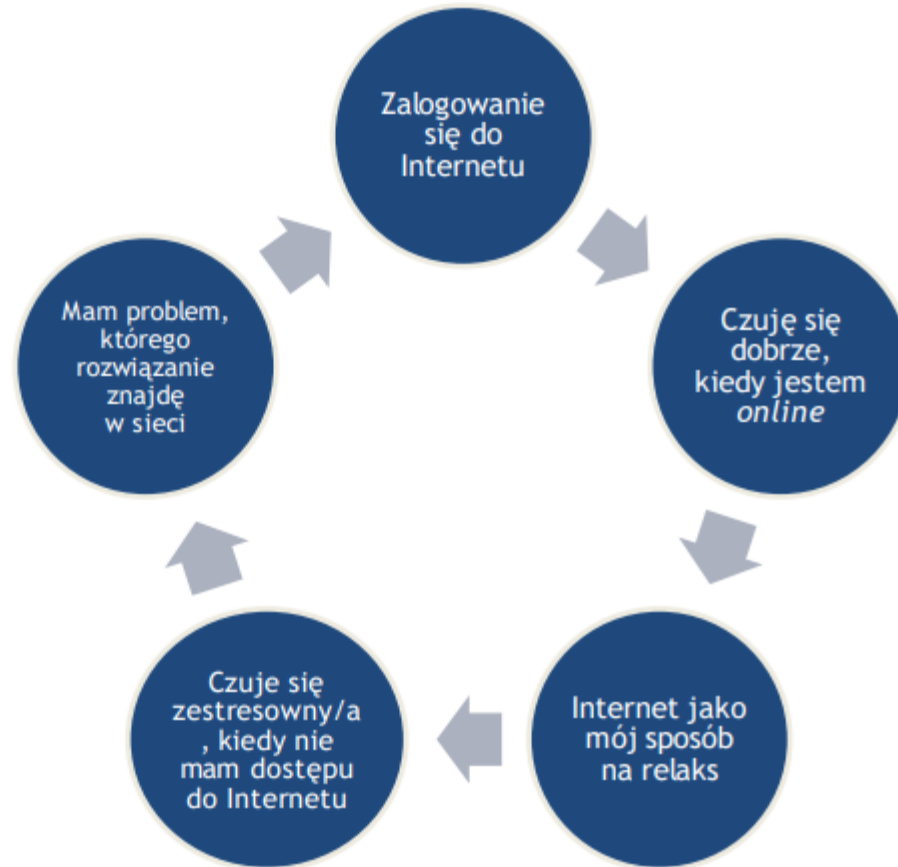 Zalogowanie
się do
Internetu
Czuję się
dobrze,
kiedy jestem
online
Internet jako
mój sposób
na relaks
Czuje się
zestresowny/a
, kiedy nie
mam dostępu
do Internetu
Mam problem,
którego
rozwiązanie
znajdę
w sieci